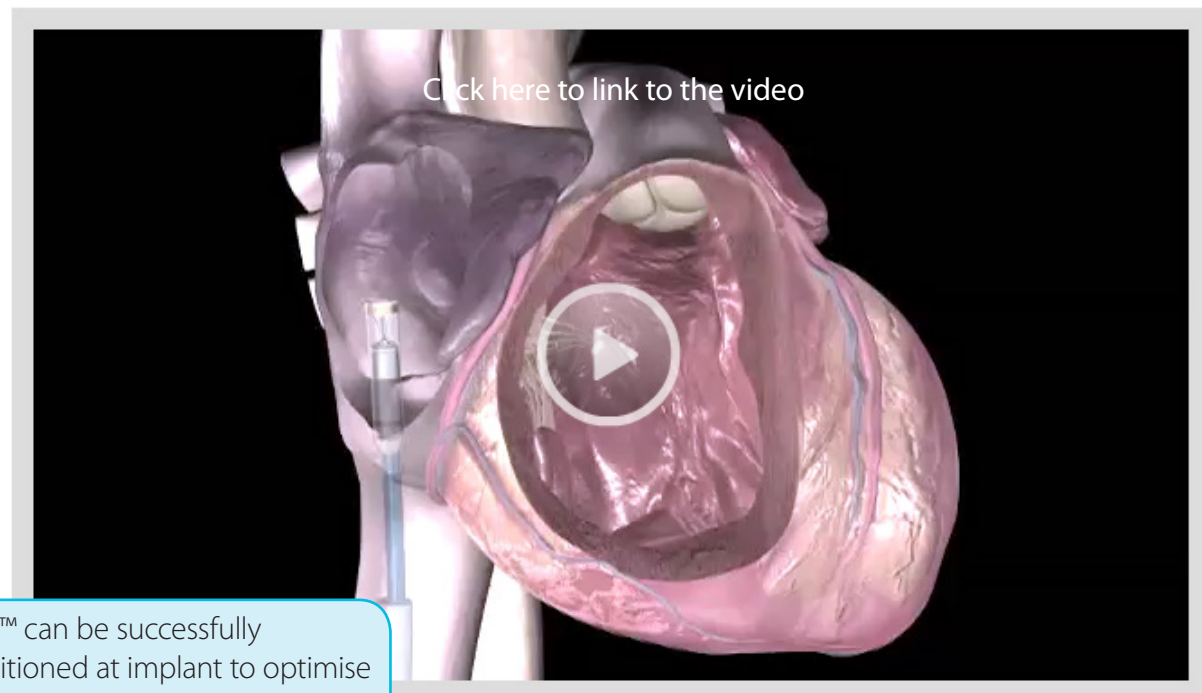 Click here to link to the video
™ can be successfully
itioned at implant to optimise